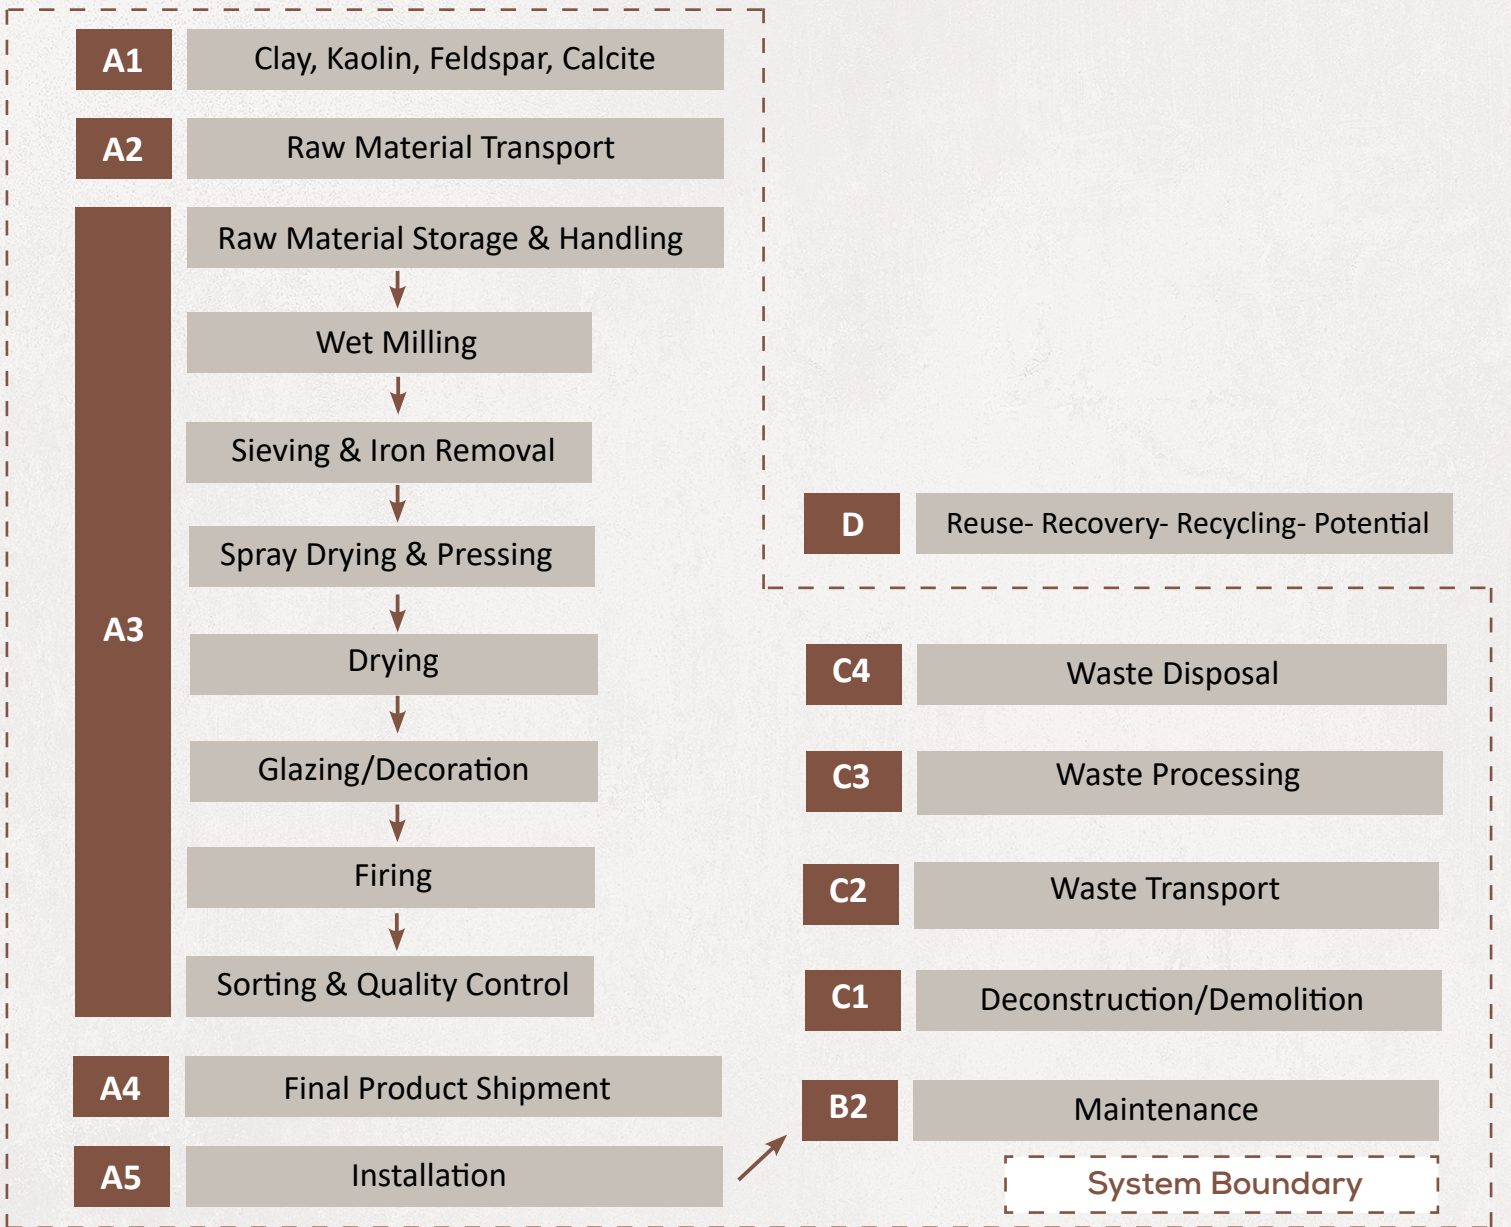 A1
Clay, Kaolin, Feldspar, Calcite
A2
Raw Material Transport
A3
Raw Material Storage & Handling
Wet Milling
Sieving & Iron Removal
Spray Drying & Pressing
Drying
Glazing/Decoration
Firing
Sorting & Quality Control
A4
Final Product Shipment
A5
Installation
D
Reuse- Recovery- Recycling- Potential
C4
Waste Disposal
C3
Waste Processing
C2
Waste Transport
C1
Deconstruction/Demolition
B2
Maintenance
System Boundary